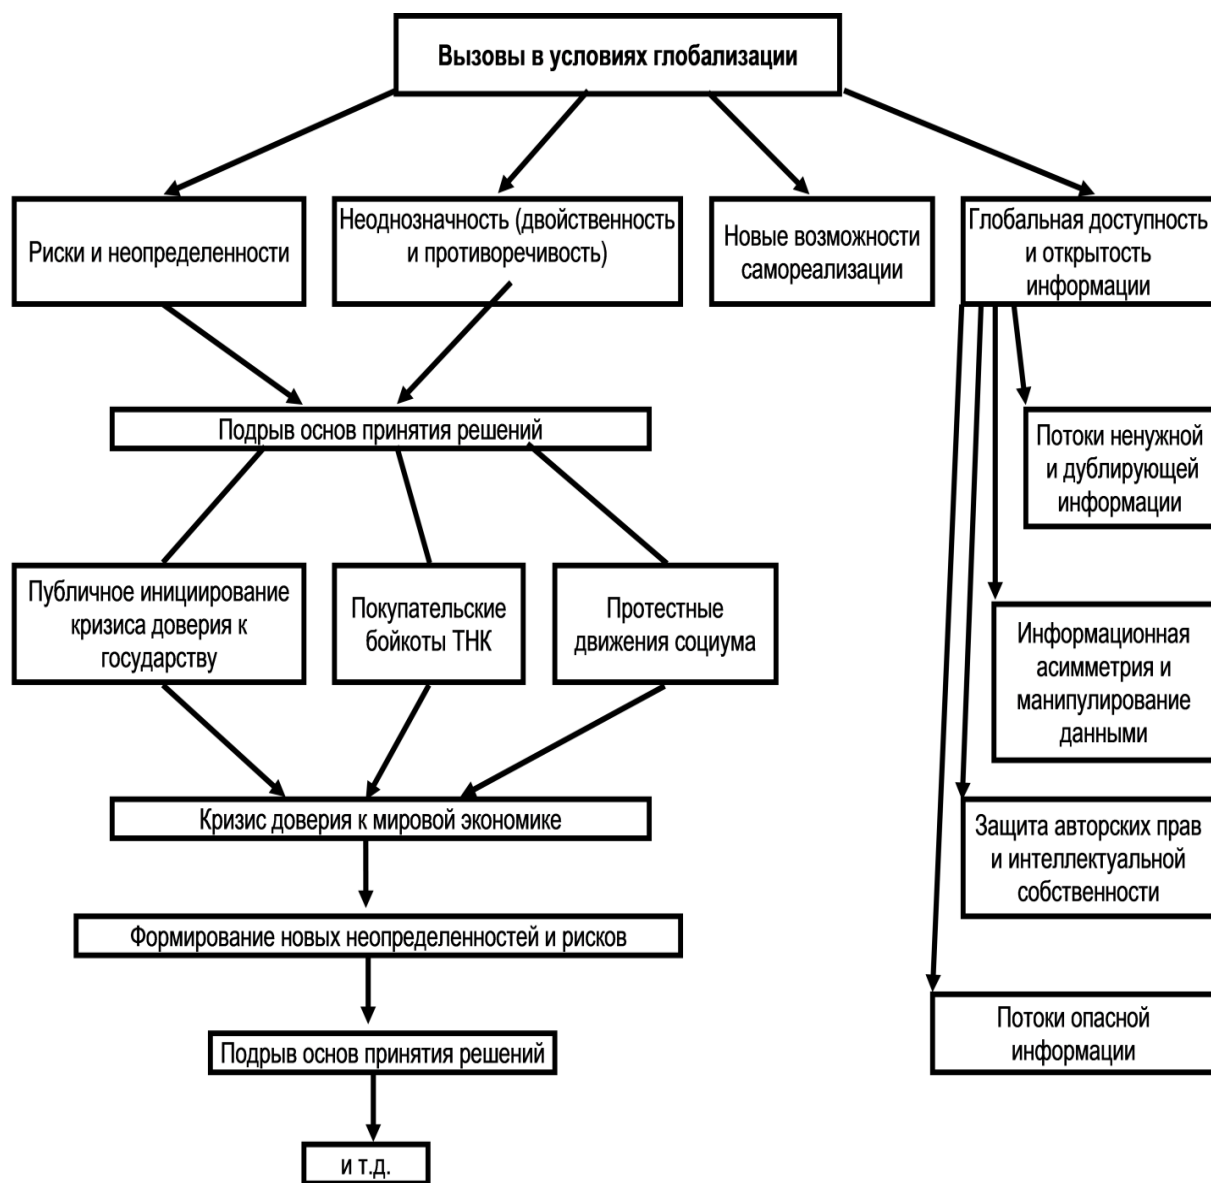 Вызовы в условиях глобализации
Риски и неопределенности
Неоднозначность (двойственность
и противоречивость)
Новые возможности
самореализации
Глобальная доступность
и открытость
информации
Подрыв основ принятия решений
Потоки ненужной
и дублирующей
информации
Публичное инициирование
кризиса доверия к
государству
Покупательские
бойкоты ТНК
Протестные
движения социума
Информационная
асимметрия и
манипулирование
данными
Кризис доверия к мировой экономике
Защита авторских прав
и интеллектуальной
собственности
Формирование новых неопределенностей и рисков
Потоки опасной
информации
Подрыв основ принятия решений
и т.д.